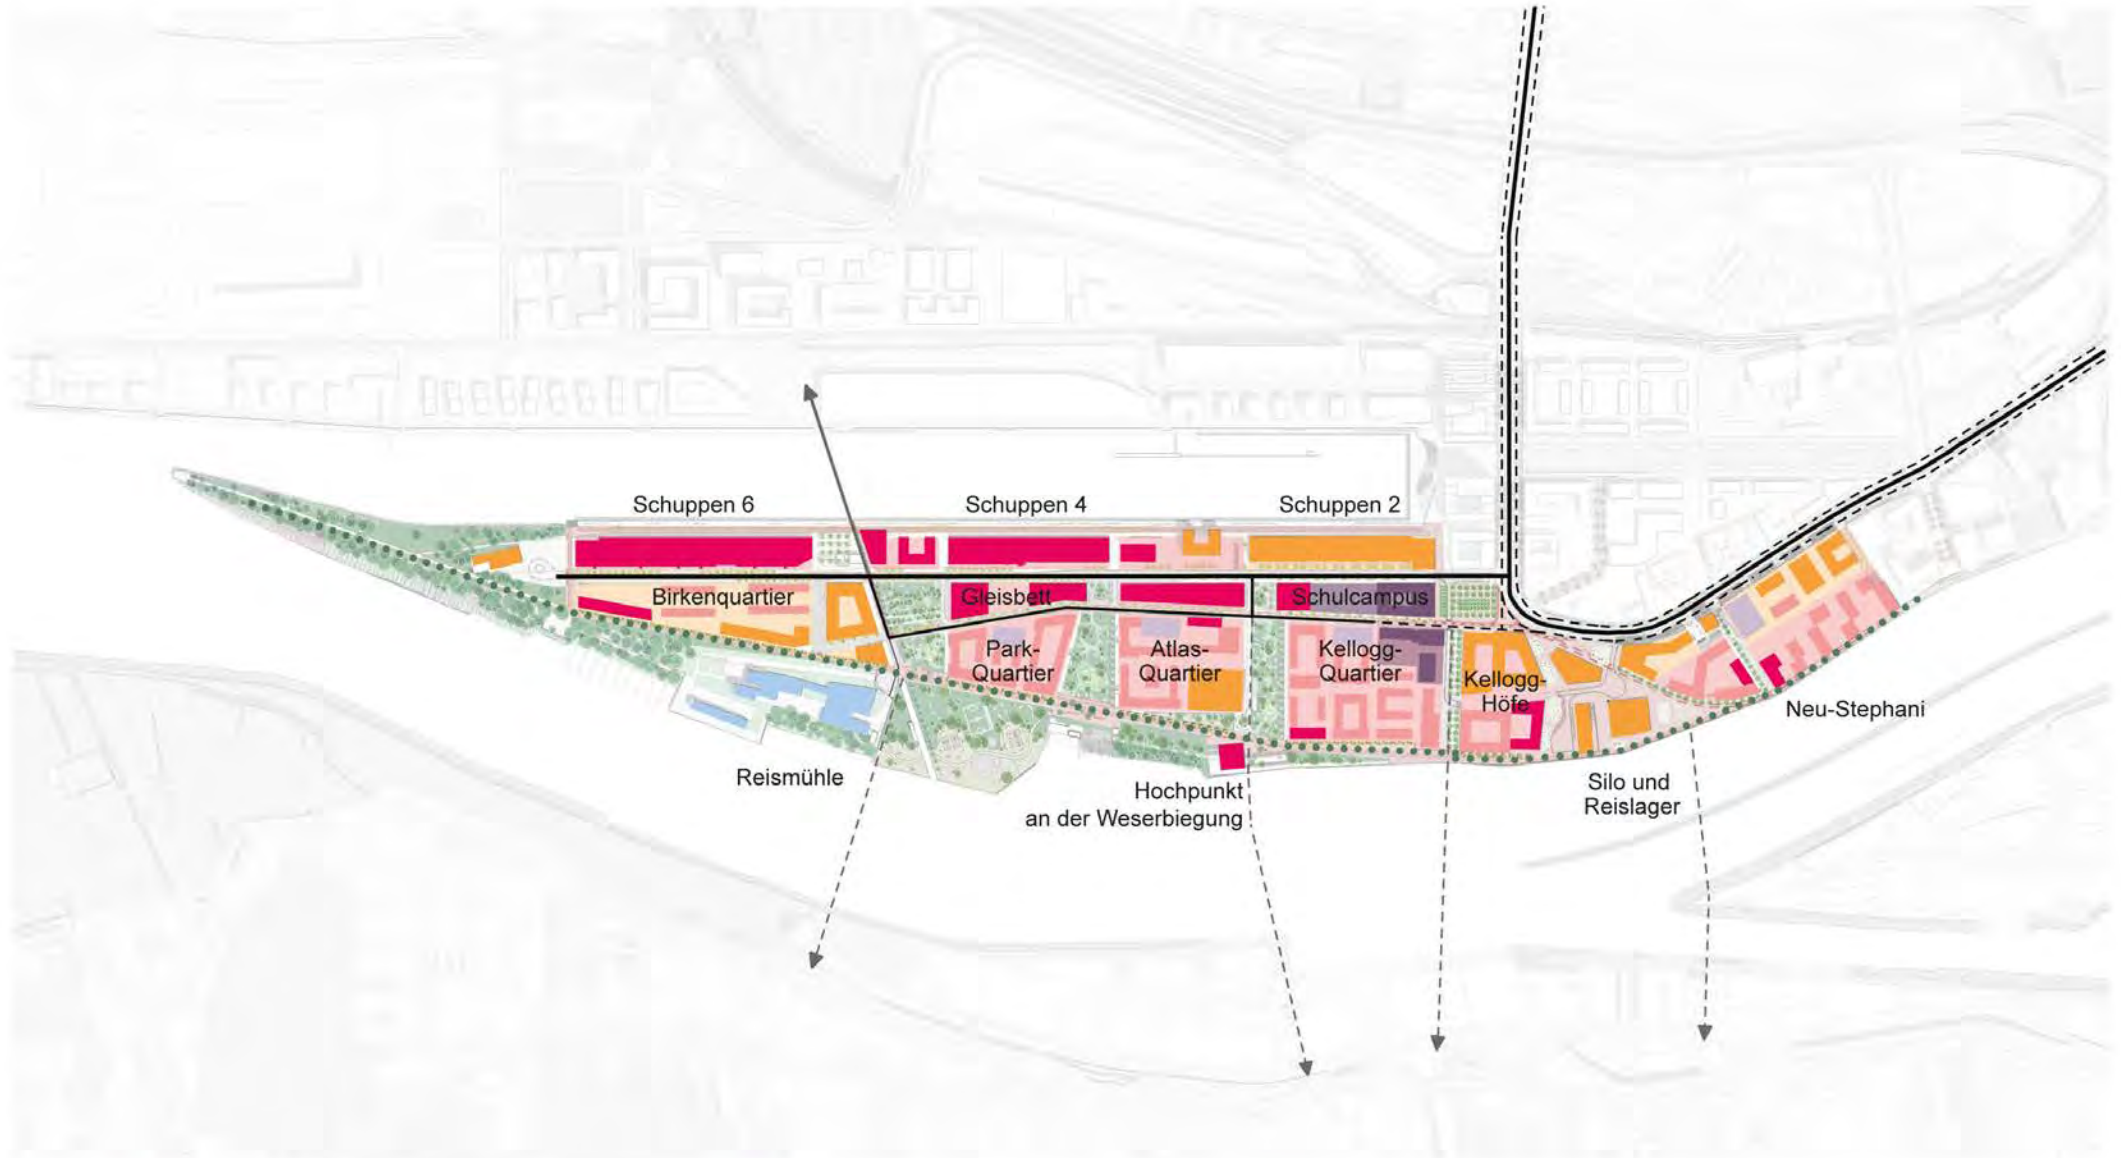 Schuppen 6
Schuppen 4
Schuppen 2
Birkenquartier
Gleisbett
Schulcampus
Park-
Quartier
Atlas-
Quartier
Kellogg-
Quartier
Kellogg-
Höfe
Neu-Stephani
Reismühle
Hochpunkt
an der Weserbiegung
Silo und
Reislager